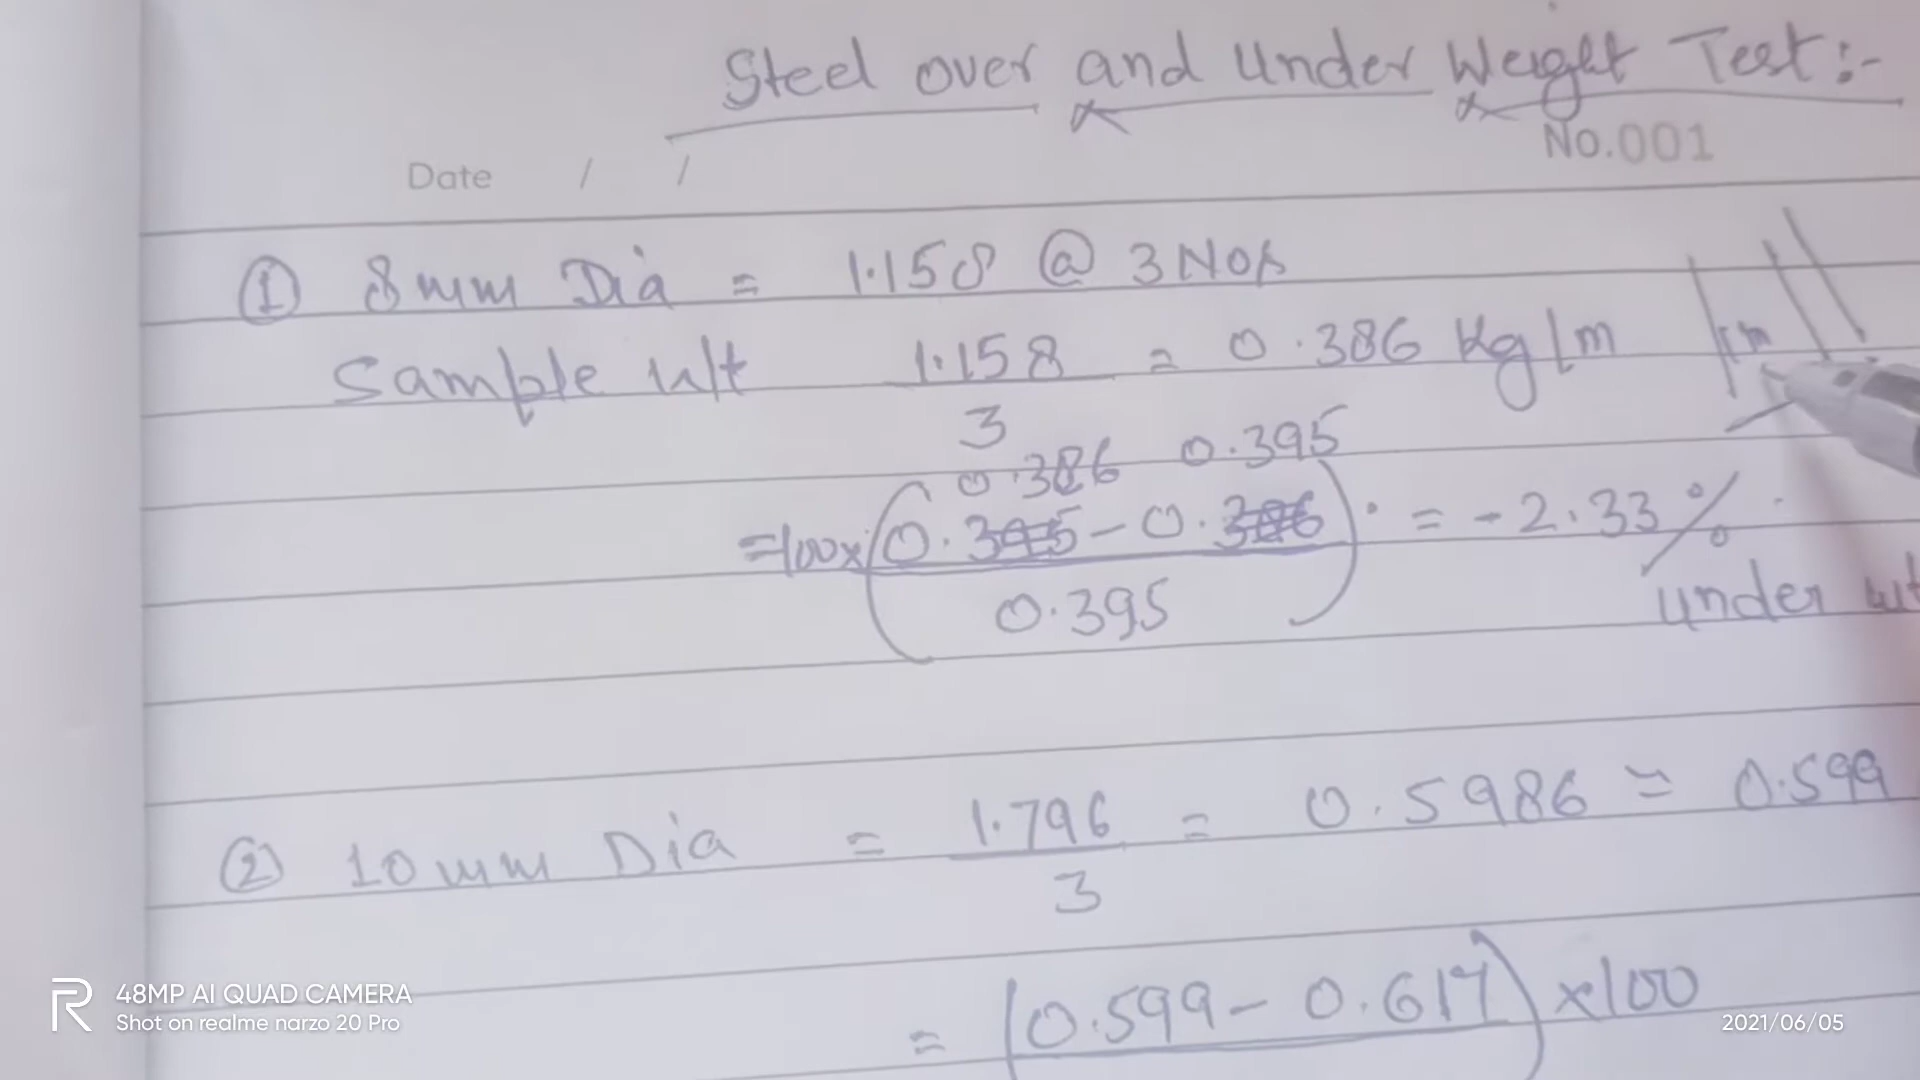 Steel over and under Weight Test:-
No.001
Date / /
① 8mm Dia = 1.158 @ 3 Nos
Sample wt 1.158 = 0.386 Kg/m 1m
3
0.386 0.395
=100x(0.395-0.386) = -2.33%
0.395
under wt
② 10mm Dia = 1.796 = 0.5986 = 0.599
3
= (0.599-0.617)x100
48MP AI QUAD CAMERA
Shot on realme narzo 20 Pro
2021/06/05